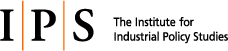 I|P|S
The Institute for
Industrial Policy Studies